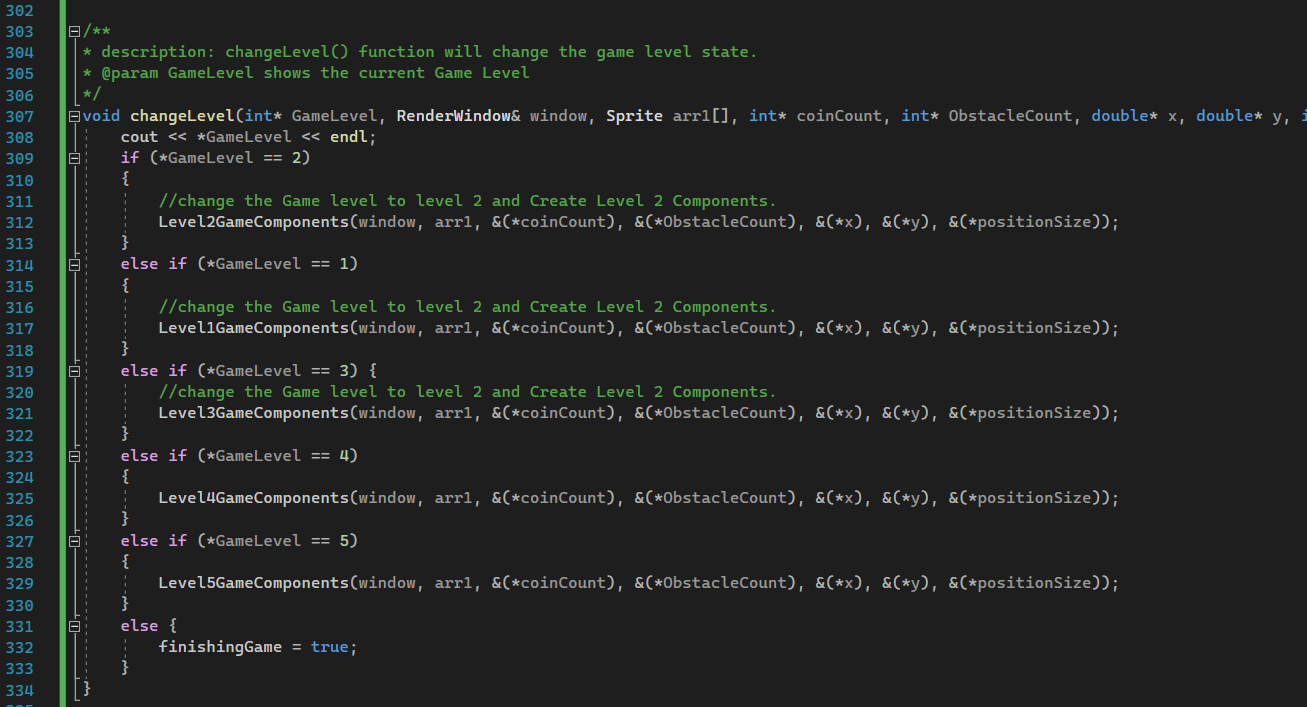 302
303 /**
304 * description: changeLevel() function will change the game level state.
305 * @param GameLevel shows the current Game Level
306 */
307 void changeLevel(int* GameLevel, RenderWindow& window, Sprite arr1[], int* coinCount, int* ObstacleCount, double* x, double* y, i
308 cout << *GameLevel << endl;
309 if (*GameLevel == 2)
310 {
311 //change the Game level to level 2 and Create Level 2 Components.
312 Level2GameComponents(window, arr1, &(*coinCount), &(*ObstacleCount), &(*x), &(*y), &(*positionSize));
313 }
314 else if (*GameLevel == 1)
315 {
316 //change the Game level to level 2 and Create Level 2 Components.
317 Level1GameComponents(window, arr1, &(*coinCount), &(*ObstacleCount), &(*x), &(*y), &(*positionSize));
318 }
319 else if (*GameLevel == 3) {
320 //change the Game level to level 2 and Create Level 2 Components.
321 Level3GameComponents(window, arr1, &(*coinCount), &(*ObstacleCount), &(*x), &(*y), &(*positionSize));
322 }
323 else if (*GameLevel == 4)
324 {
325 Level4GameComponents(window, arr1, &(*coinCount), &(*ObstacleCount), &(*x), &(*y), &(*positionSize));
326 }
327 else if (*GameLevel == 5)
328 {
329 Level5GameComponents(window, arr1, &(*coinCount), &(*ObstacleCount), &(*x), &(*y), &(*positionSize));
330 }
331 else {
332 finishingGame = true;
333 }
334 }